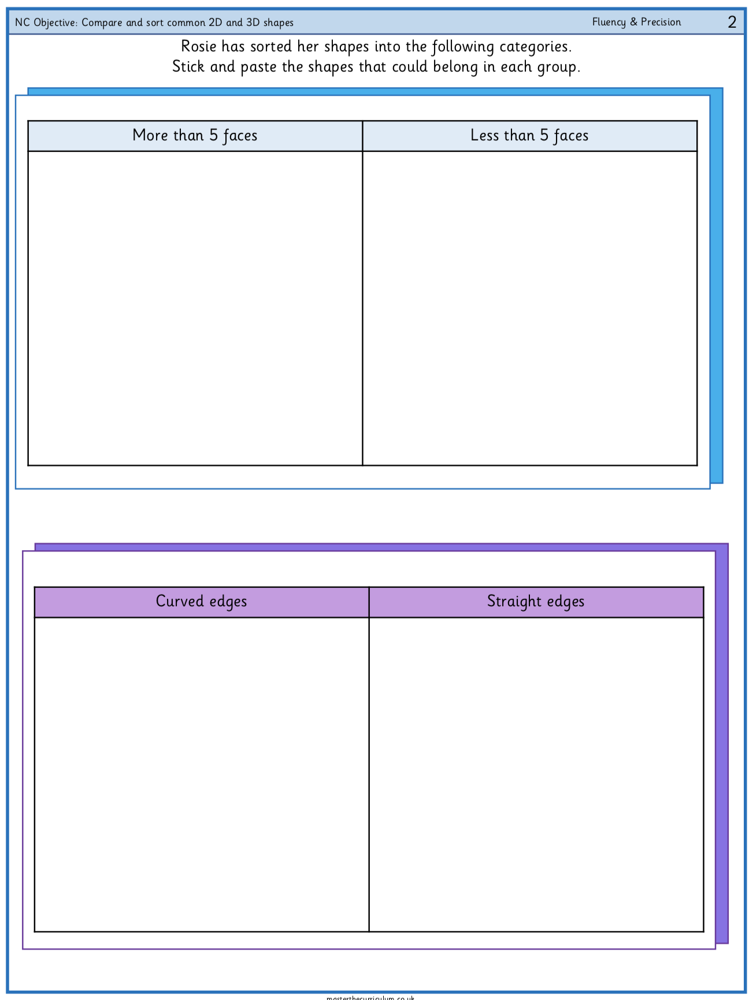 NC Objective: Compare and sort common 2D and 3D shapes
Fluency & Precision
2
Rosie has sorted her shapes into the following categories.
Stick and paste the shapes that could belong in each group.
More than 5 faces
Less than 5 faces
Curved edges
Straight edges
masterthecurriculum.co.uk